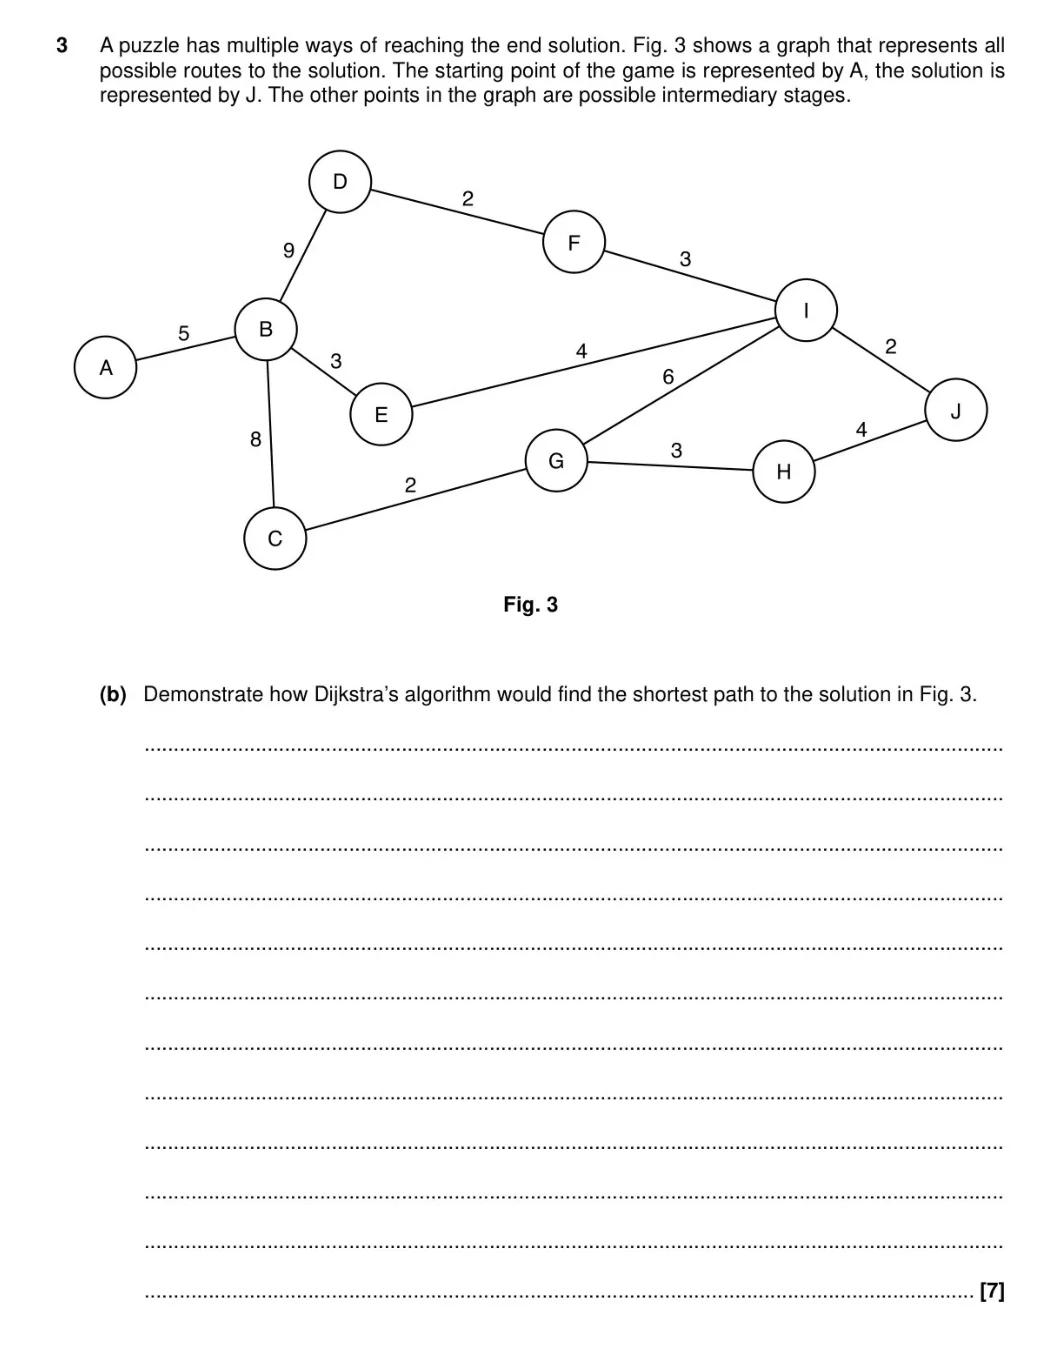 3 A puzzle has multiple ways of reaching the end solution. Fig. 3 shows a graph that represents all
possible routes to the solution. The starting point of the game is represented by A, the solution is
represented by J. The other points in the graph are possible intermediary stages.
D
2
F
9
3
I
5
B
A
3
4
2
6
E
J
8
4
G
3
H
2
C
Fig. 3
(b) Demonstrate how Dijkstra’s algorithm would find the shortest path to the solution in Fig. 3.
[7]